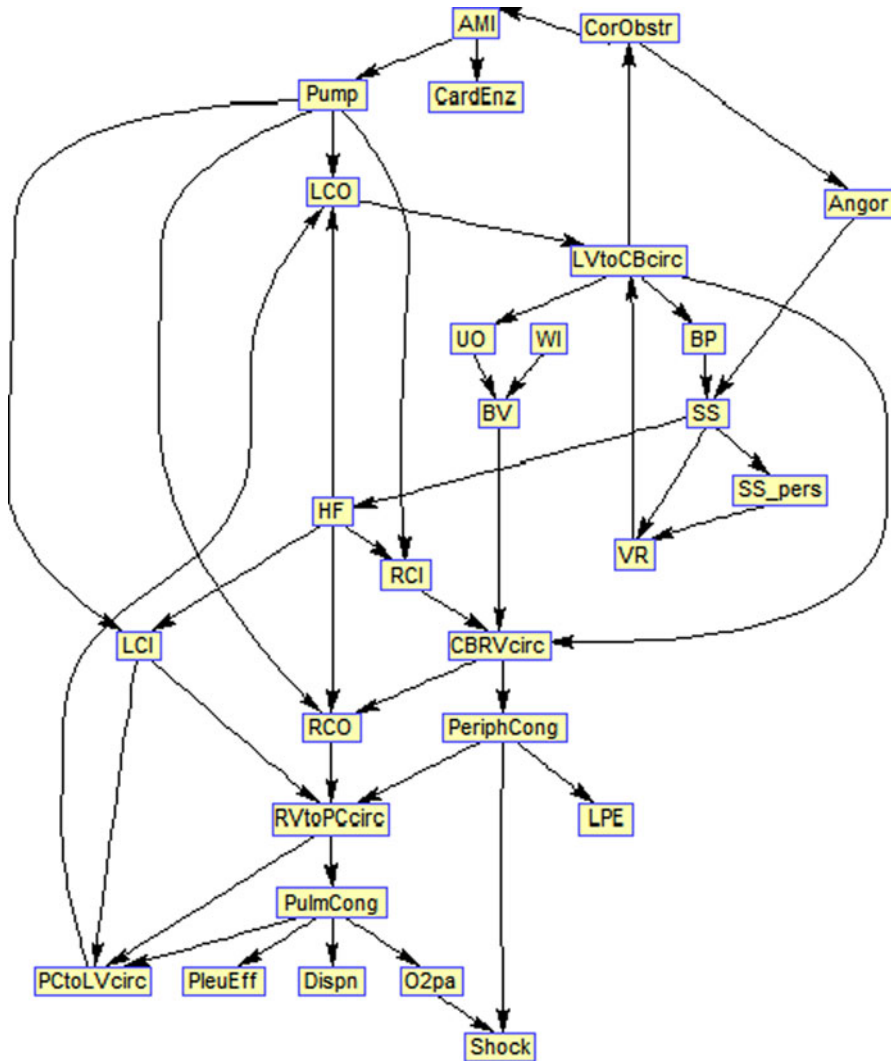 AMI
CorObstr
Pump
CardEnz
LCO
Angor
LVtoCBcirc
UO
WI
BP
BV
SS
SS_pers
HF
VR
RCI
LCI
CBRVcirc
RCO
PeriphCong
RVtoPCcirc
LPE
PulmCong
PCtoLVcirc
PleuEff
Dispn
O2pa
Shock